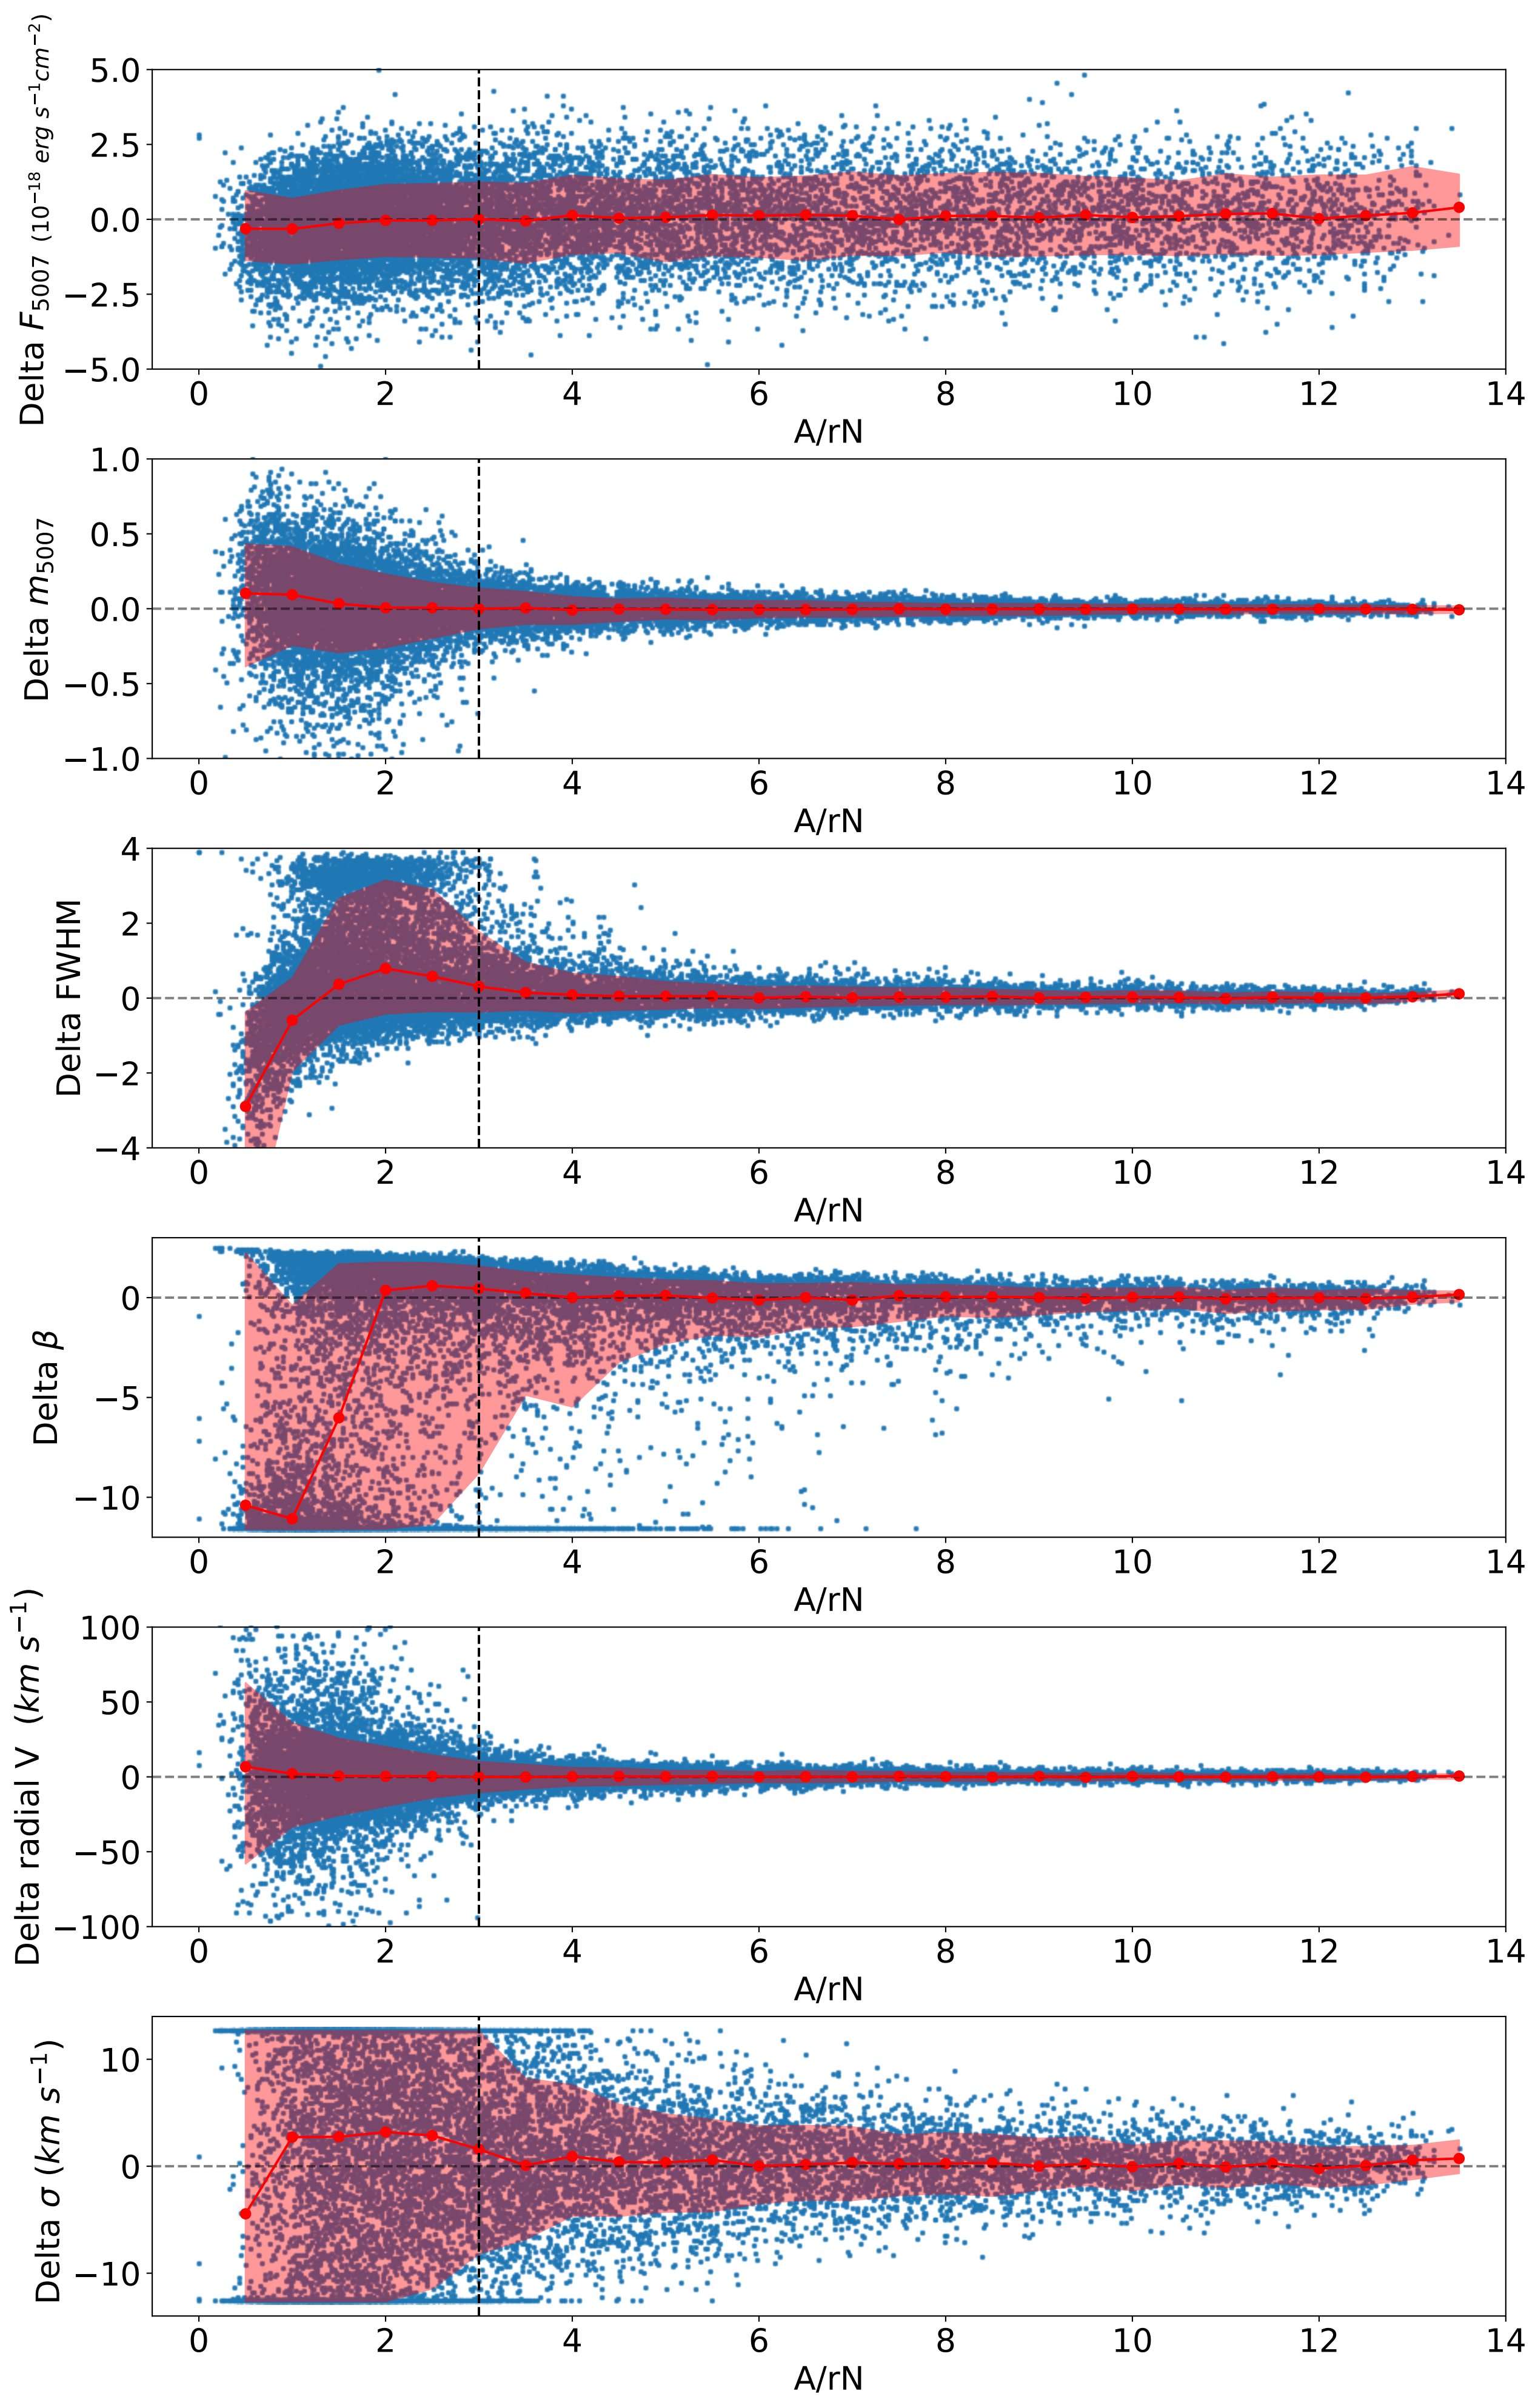 Delta F5007 (10−18 erg s−1cm−2)
5.0
2.5
0.0
−2.5
−5.0
0 2 4 6 8 10 12 14
A/rN
Delta m5007
1.0
0.5
0.0
−0.5
−1.0
0 2 4 6 8 10 12 14
A/rN
Delta FWHM
4
2
0
−2
−4
0 2 4 6 8 10 12 14
A/rN
Delta β
0
−5
−10
0 2 4 6 8 10 12 14
A/rN
Delta radial V (km s−1)
100
50
0
−50
−100
0 2 4 6 8 10 12 14
A/rN
Delta σ (km s−1)
10
0
−10
0 2 4 6 8 10 12 14
A/rN